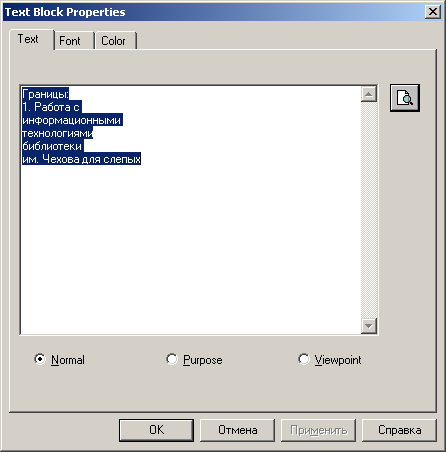 Text Block Properties
Text Font Color
Границы:
1. Работа с
информационными
технологиями
библиотеки
им. Чехова для слепых
Normal Purpose Viewpoint
OK Отмена Применить Справка